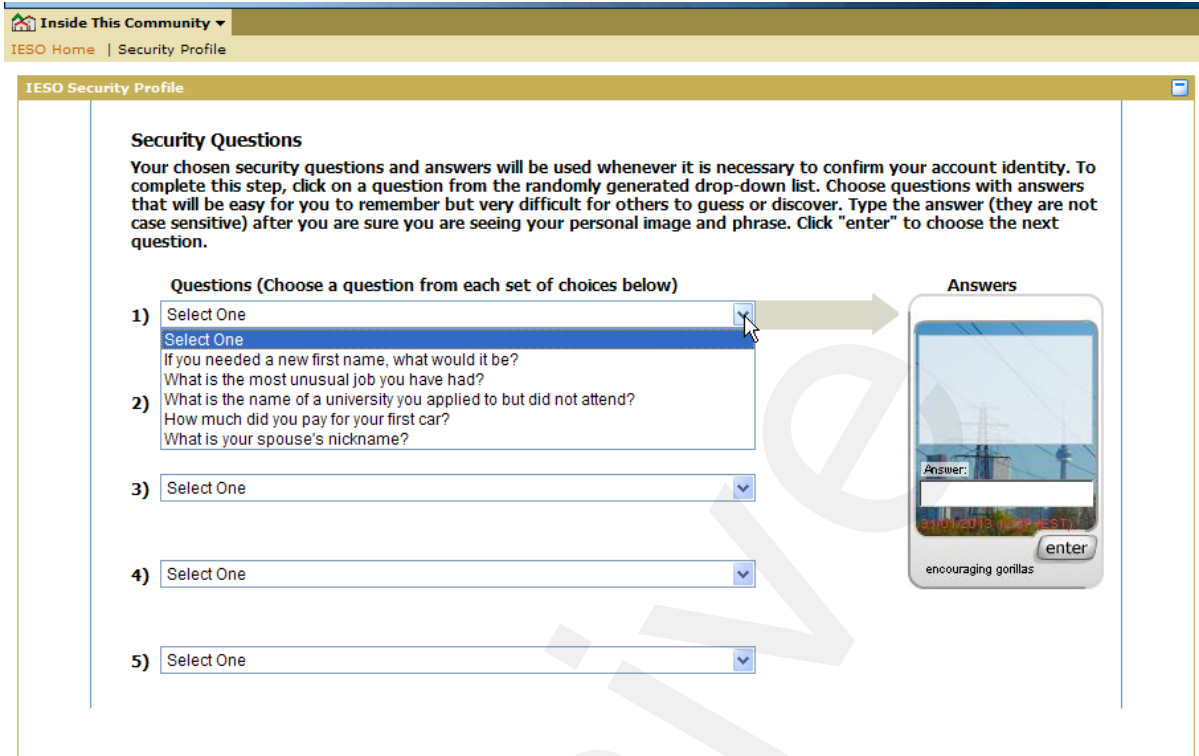 Inside This Community ▾
IESO Home | Security Profile
IESO Security Profile
Security Questions
Your chosen security questions and answers will be used whenever it is necessary to confirm your account identity. To
complete this step, click on a question from the randomly generated drop-down list. Choose questions with answers
that will be easy for you to remember but very difficult for others to guess or discover. Type the answer (they are not
case sensitive) after you are sure you are seeing your personal image and phrase. Click "enter" to choose the next
question.
Questions (Choose a question from each set of choices below)
Answers
1) Select One
Select One
If you needed a new first name, what would it be?
What is the most unusual job you have had?
2) What is the name of a university you applied to but did not attend?
How much did you pay for your first car?
What is your spouse's nickname?
Answer:
3) Select One
enter
encouraging gorillas
4) Select One
5) Select One